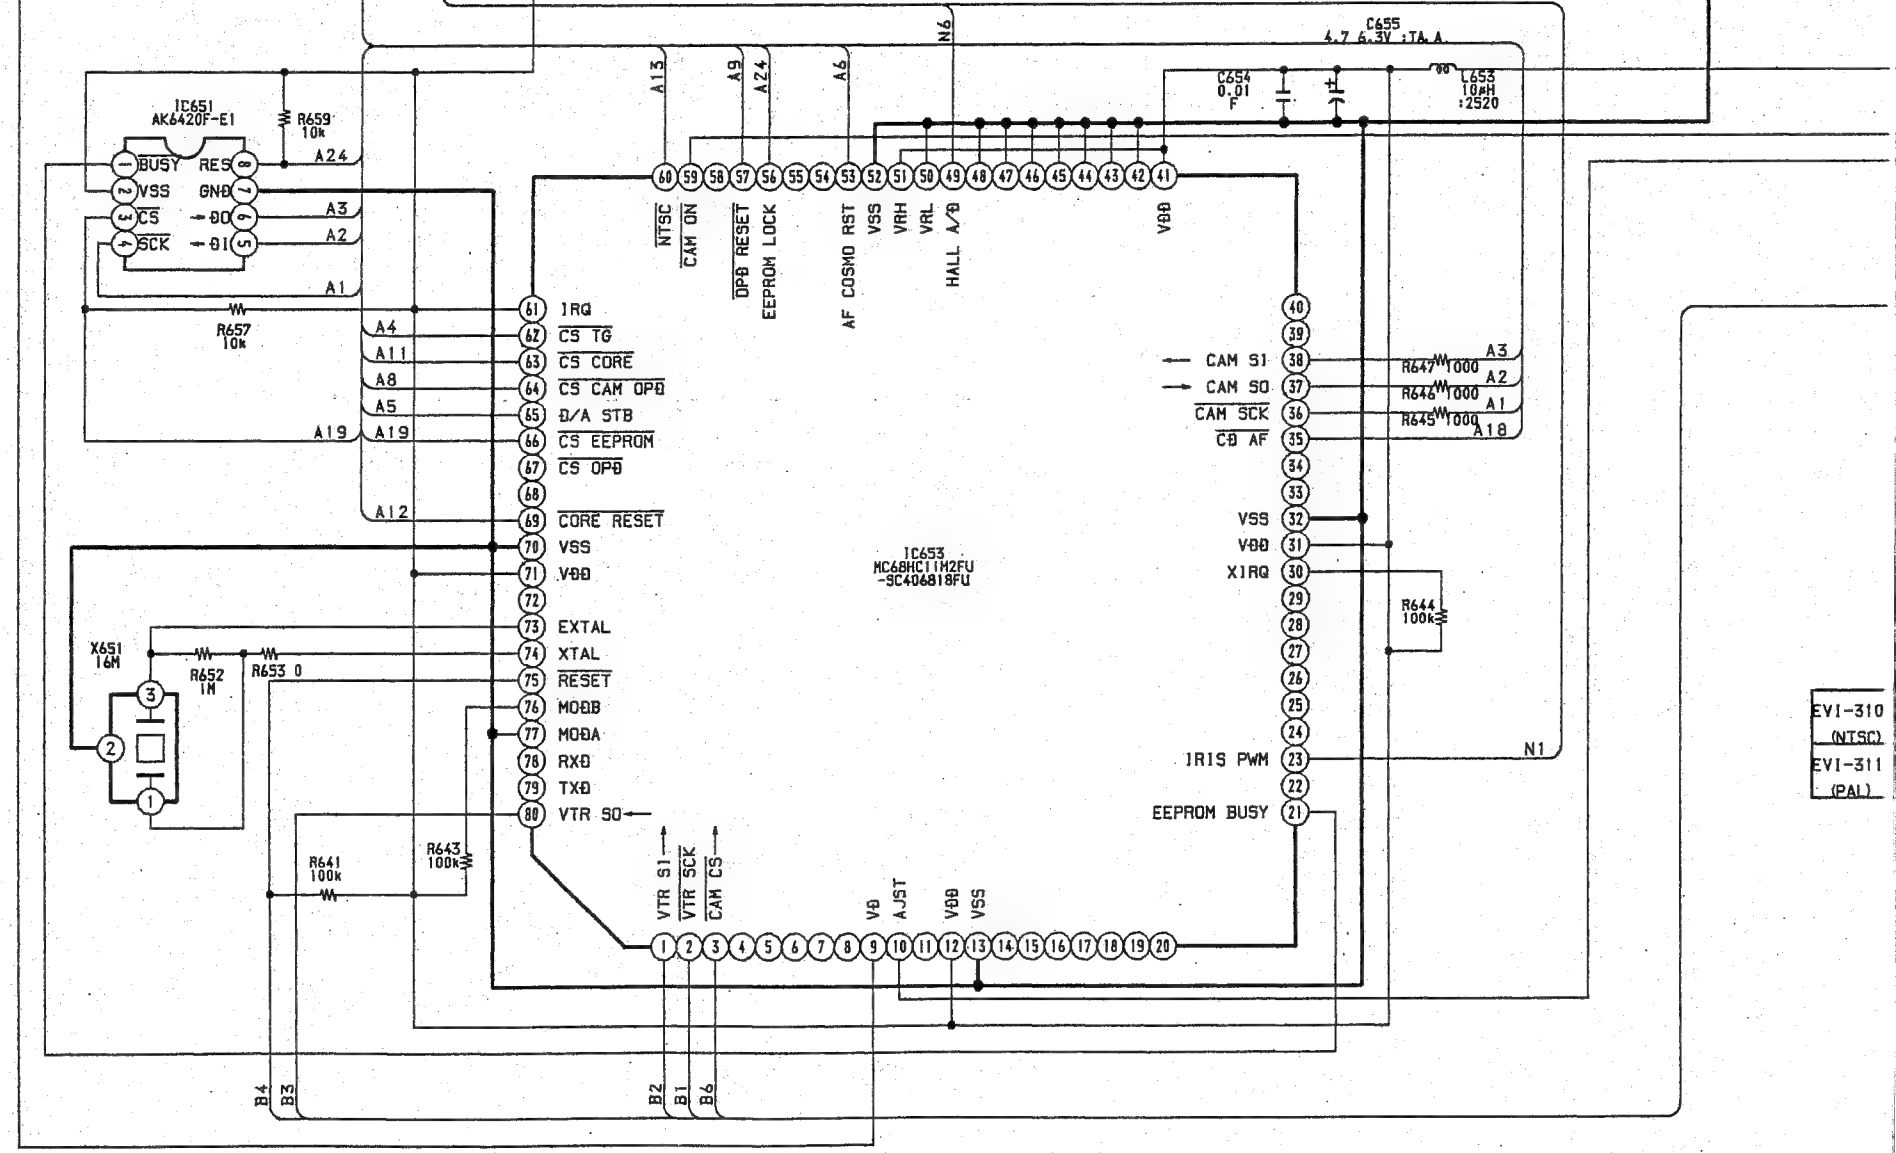 C655
4.7 6.3V :TA.A
N6
A13
A9
A24
A6
C654
0.01
F
L653
10μH
:2520
IC651
AK6420F-E1
R659
10k
1 BUSY RES 8 A24
2 VSS GND 7
3 CS →DO 6 A3
4 SCK ←DI 5 A2
A1
R657
10k
60 59 58 57 56 55 54 53 52 51 50 49 48 47 46 45 44 43 42 41
NTSC
CAM ON
OPD RESET
EEPROM LOCK
AF COSMO RST
VSS
VRH
VRL
HALL A/D
VDD
61 IRQ
A4 62 CS TG
A11 63 CS CORE
A8 64 CS CAM OPD
A5 65 D/A STB
A19 A19 66 CS EEPROM
67 CS OPD
68
A12 69 CORE RESET
70 VSS
71 VDD
72
73 EXTAL
74 XTAL
75 RESET
76 MODB
77 MODA
78 RXD
79 TXD
80 VTR SO←
40
39
← CAM SI 38 R647 1000 A3
→ CAM SO 37 R646 1000 A2
CAM SCK 36 R645 1000 A1
CD AF 35 A18
34
33
VSS 32
VDD 31
XIRQ 30
29
28
27
26
25
24
IRIS PWM 23 N1
22
EEPROM BUSY 21
R644
100k
IC653
MC68HC11M2FU
-SC406818FU
X651
16M
R652
1M
R653 0
3
2
1
R641
100k
R643
100k
EVI-310
(NTSC)
EVI-311
(PAL)
VTR SI→
VTR SCK
CAM CS→
VD
AJST
VDD
VSS
1 2 3 4 5 6 7 8 9 10 11 12 13 14 15 16 17 18 19 20
B4
B3
B2
B1
B6